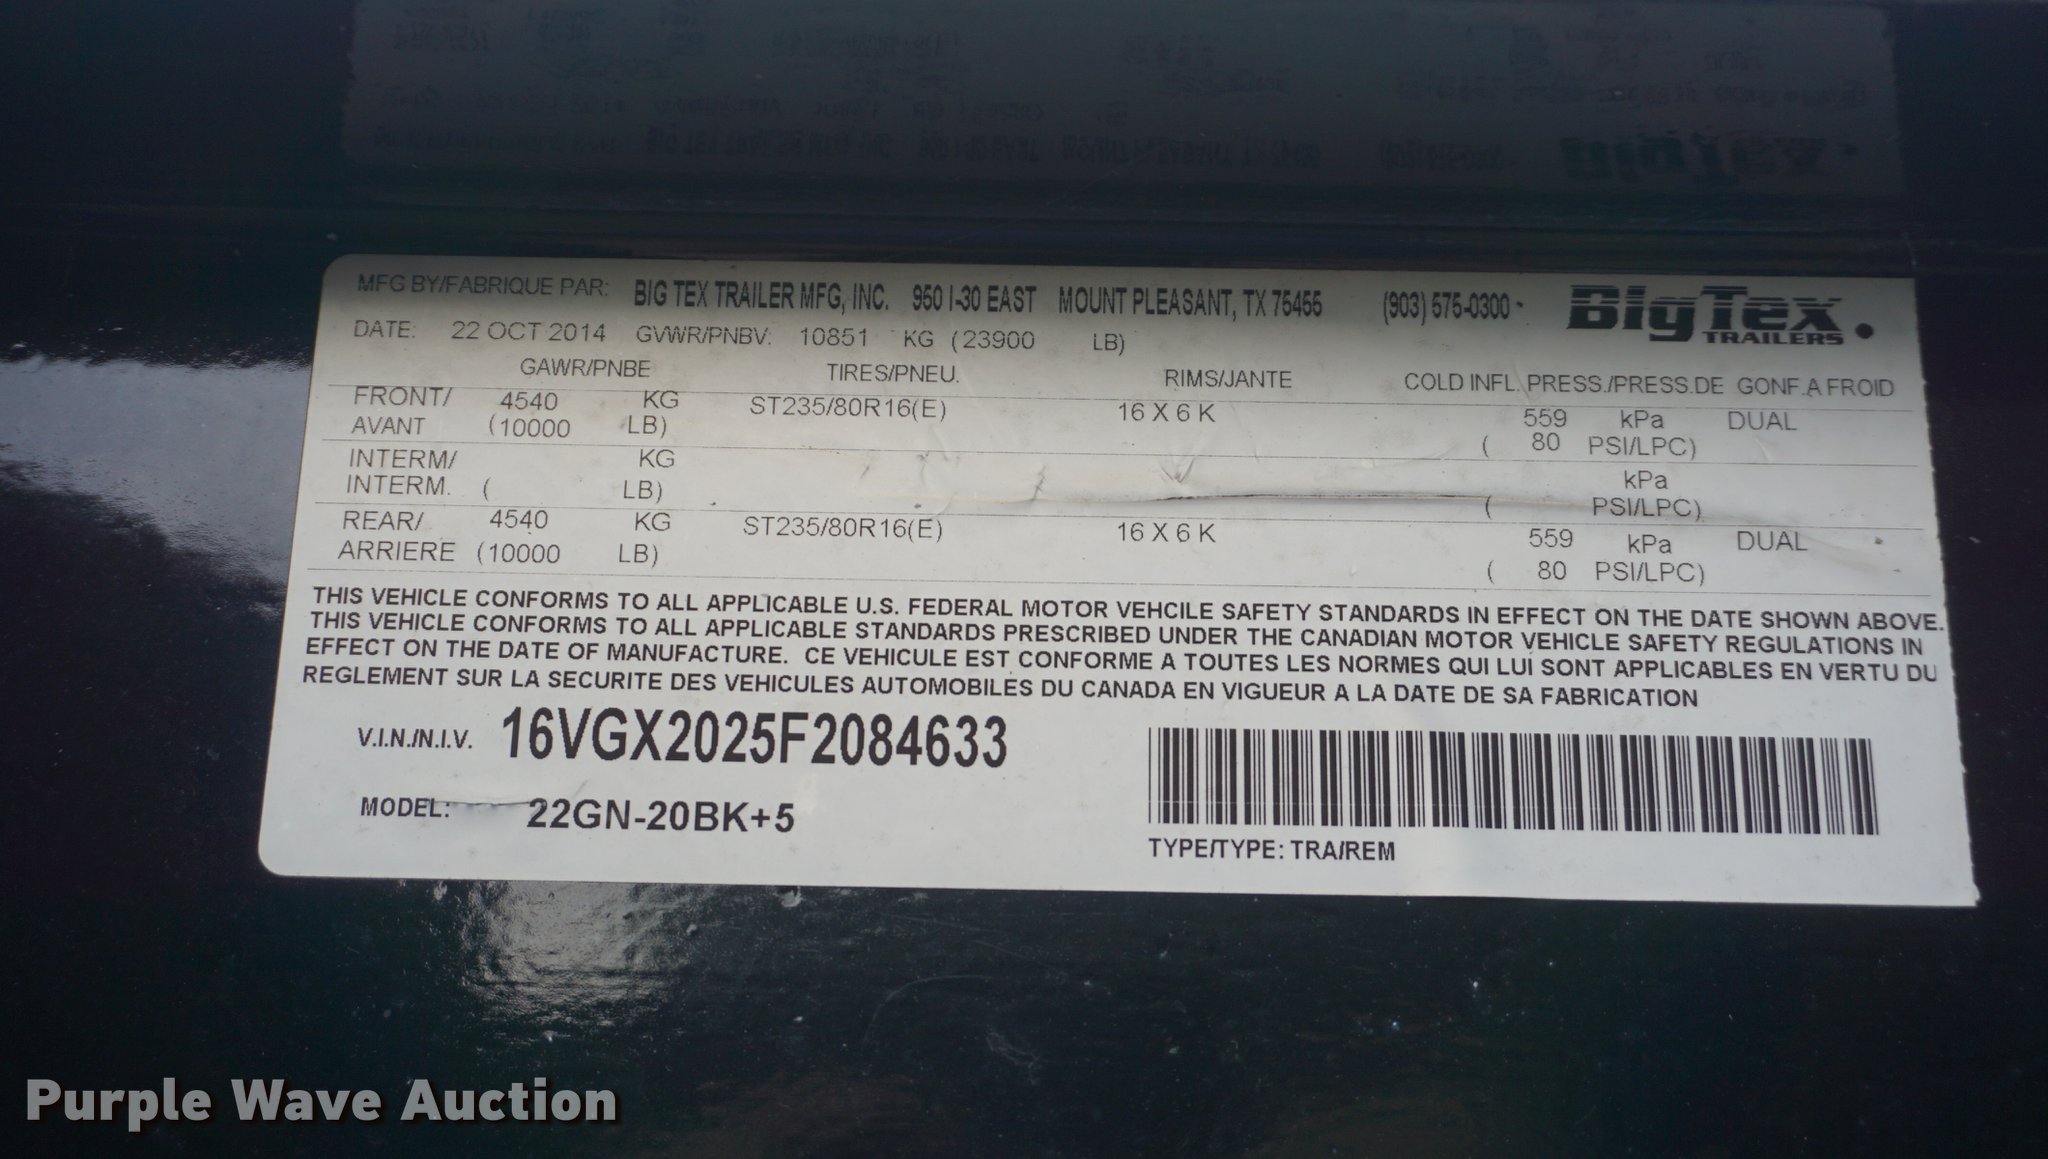 MFG BY/FABRIQUE PAR: BIG TEX TRAILER MFG, INC. 950 I-30 EAST MOUNT PLEASANT, TX 75455 (903) 575-0300 - BigTex TRAILERS
DATE: 22 OCT 2014 GVWR/PNBV: 10851 KG (23900 LB)
GAWR/PNBE TIRES/PNEU. RIMS/JANTE COLD INFL. PRESS./PRESS.DE GONF.A FROID
FRONT/ 4540 KG ST235/80R16(E) 16 X 6 K 559 kPa DUAL
AVANT (10000 LB) ( 80 PSI/LPC)
INTERM/ KG kPa
INTERM. ( LB) ( PSI/LPC)
REAR/ 4540 KG ST235/80R16(E) 16 X 6 K 559 kPa DUAL
ARRIERE (10000 LB) ( 80 PSI/LPC)
THIS VEHICLE CONFORMS TO ALL APPLICABLE U.S. FEDERAL MOTOR VEHCILE SAFETY STANDARDS IN EFFECT ON THE DATE SHOWN ABOVE.
THIS VEHICLE CONFORMS TO ALL APPLICABLE STANDARDS PRESCRIBED UNDER THE CANADIAN MOTOR VEHICLE SAFETY REGULATIONS IN
EFFECT ON THE DATE OF MANUFACTURE. CE VEHICULE EST CONFORME A TOUTES LES NORMES QUI LUI SONT APPLICABLES EN VERTU DU
REGLEMENT SUR LA SECURITE DES VEHICULES AUTOMOBILES DU CANADA EN VIGUEUR A LA DATE DE SA FABRICATION
V.I.N./N.I.V. 16VGX2025F2084633
MODEL: 22GN-20BK+5
TYPE/TYPE: TRA/REM
Purple Wave Auction